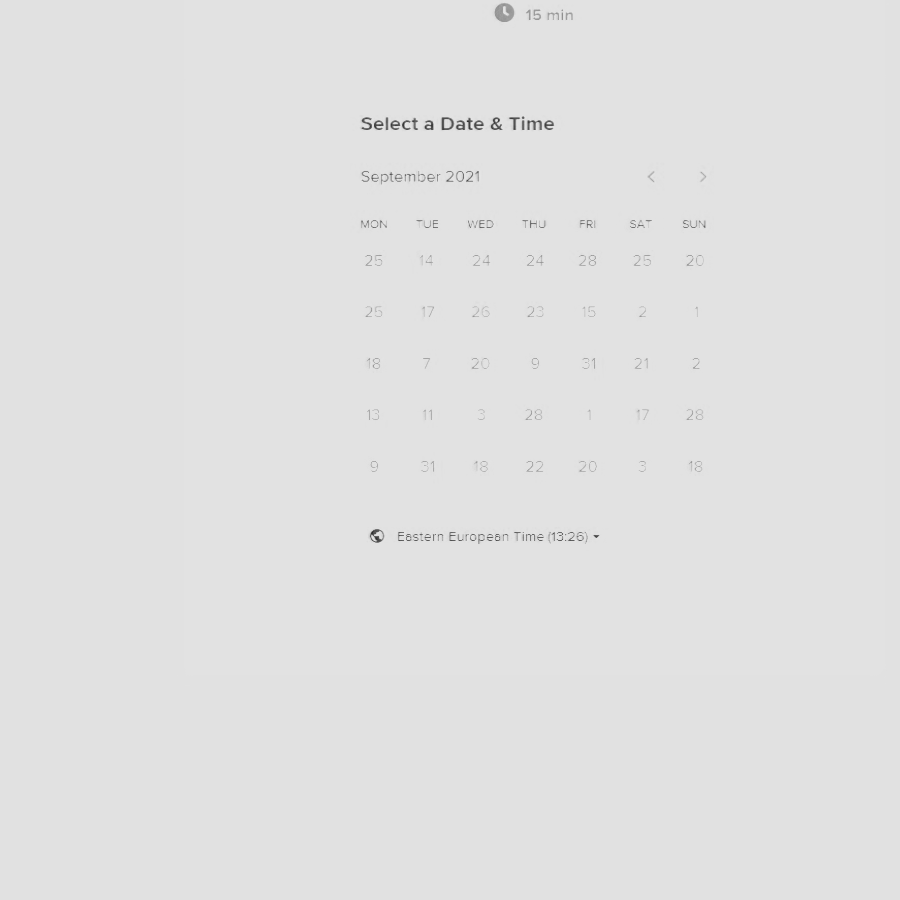 15 min
Select a Date & Time
September 2021
MON TUE WED THU FRI SAT SUN
25 14 24 24 28 25 20
25 17 26 23 15 2 1
18 7 20 9 31 21 2
13 11 3 28 1 17 28
9 31 18 22 20 3 18
Eastern European Time (13:26)